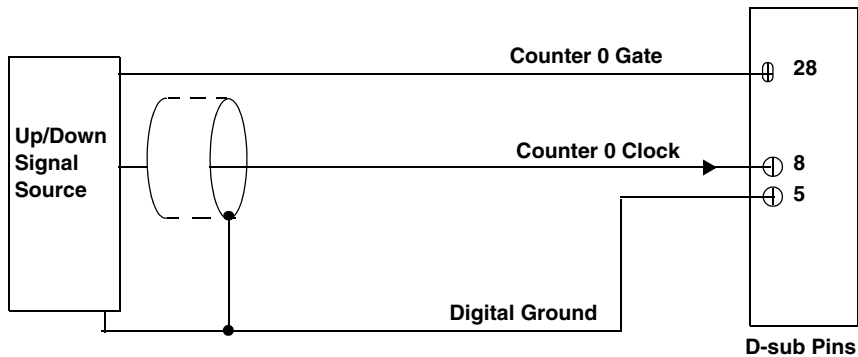 Counter 0 Gate
28
Up/Down
Signal
Source
Counter 0 Clock
8
5
Digital Ground
D-sub Pins